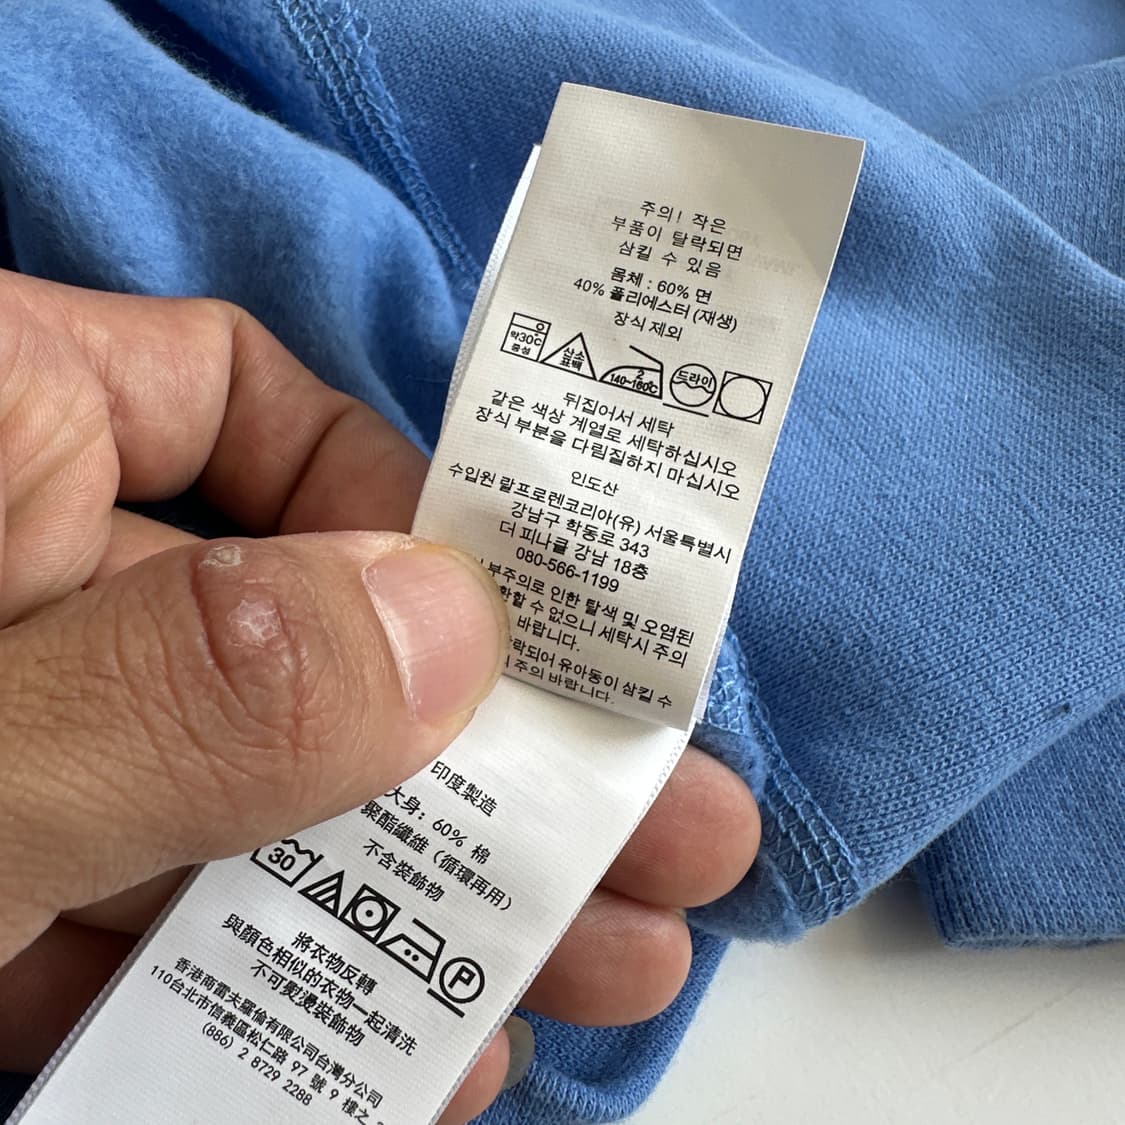 주의! 작은
부품이 탈락되면
삼킬 수 있음
몸체 : 60% 면
40% 폴리에스터 (재생)
장식 제외
약30℃
중성
산소
표백
2
140~160℃
드라이
뒤집어서 세탁
같은 색상 계열로 세탁하십시오
장식 부분을 다림질하지 마십시오
인도산
수입원 랄프로렌코리아(유) 서울특별시
강남구 학동로 343
더 피나클 강남 18층
080-566-1199
부주의로 인한 탈색 및 오염된
수 없으니 세탁시 주의
바랍니다.
유아동이 삼킬 수
주의 바랍니다.
印度製造
大身: 60% 棉
聚酯纖維 (循環再用)
不含裝飾物
30
P
將衣物反轉
與顏色相似的衣物一起清洗
不可熨燙裝飾物
香港商雷夫羅倫有限公司台灣分公司
110台北市信義區松仁路 97 號 9 樓之
(886) 2 8729 2288